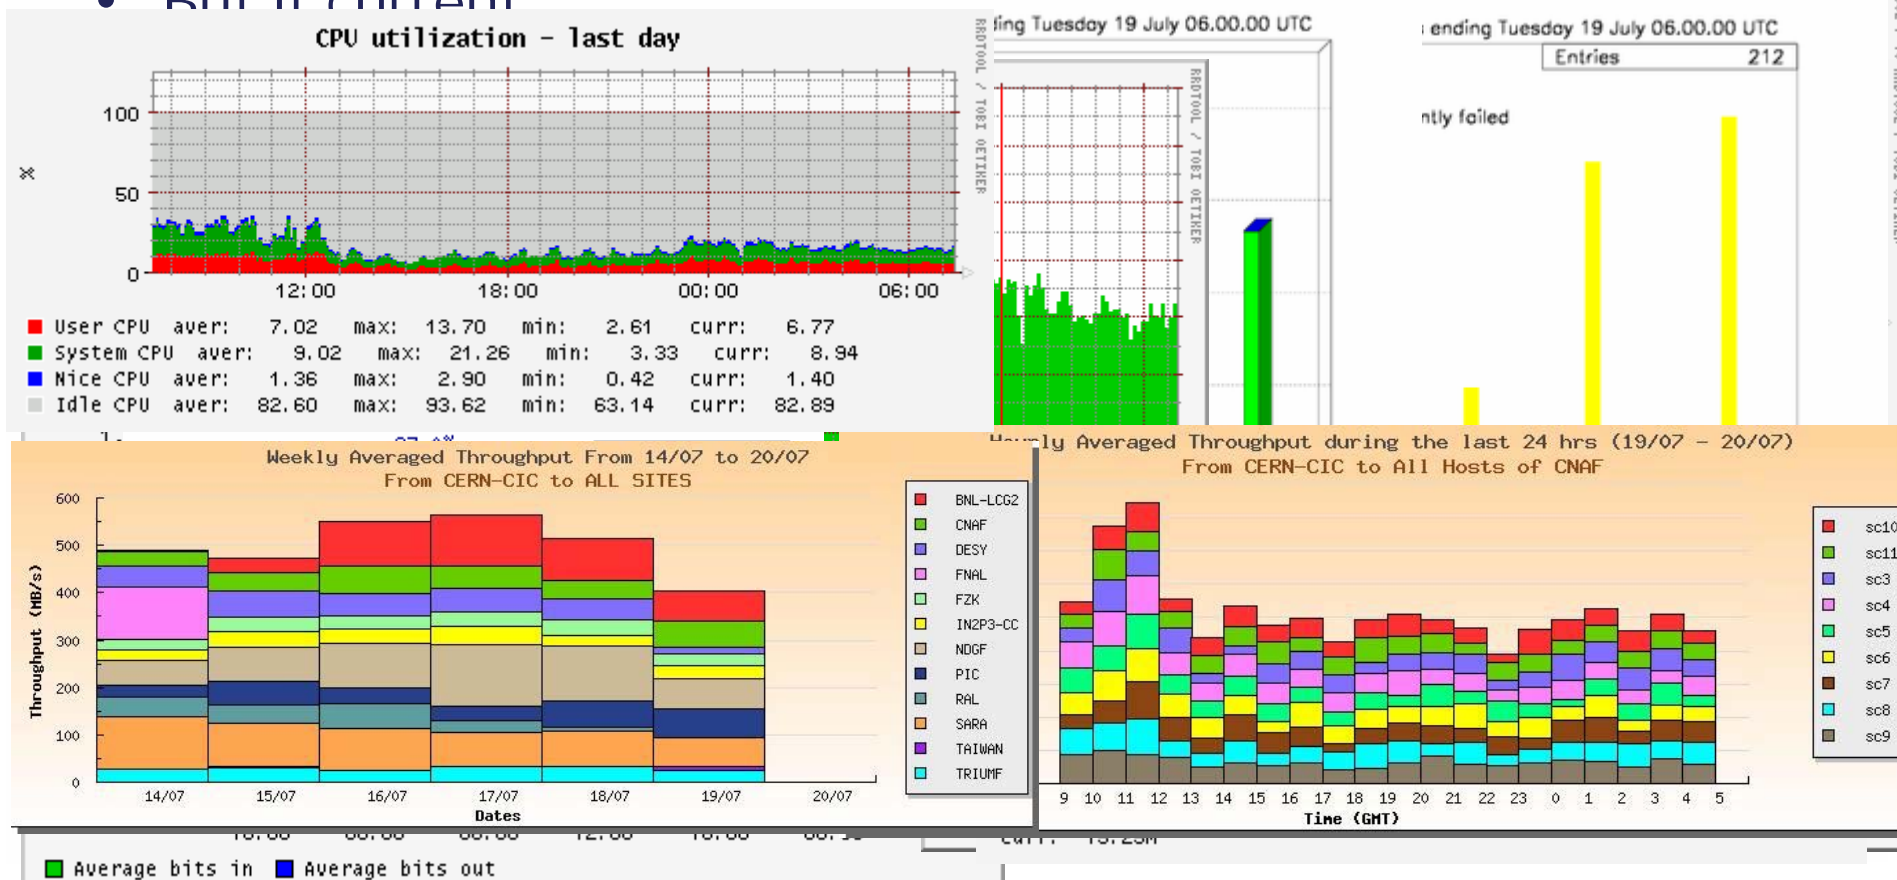 • But if current
CPU utilization - last day
RRDTOOL / TOBI OETIKER
%
100
50
0
12:00 18:00 00:00 06:00
User CPU aver: 7.02 max: 13.70 min: 2.61 curr: 6.77
System CPU aver: 9.02 max: 21.26 min: 3.33 curr: 8.94
Nice CPU aver: 1.36 max: 2.90 min: 0.42 curr: 1.40
Idle CPU aver: 82.60 max: 93.62 min: 63.14 curr: 82.89
ing Tuesday 19 July 06.00.00 UTC
RRDTOOL / TOBI OETIKER
ending Tuesday 19 July 06.00.00 UTC
Entries 212
ntly failed
Weekly Averaged Throughput From 14/07 to 20/07
From CERN-CIC to ALL SITES
Throughput (MB/s)
600
500
400
300
200
100
0
14/07 15/07 16/07 17/07 18/07 19/07 20/07
Dates
BNL-LCG2
CNAF
DESY
FNAL
FZK
IN2P3-CC
NDGF
PIC
RAL
SARA
TAIWAN
TRIUMF
Hourly Averaged Throughput during the last 24 hrs (19/07 - 20/07)
From CERN-CIC to All Hosts of CNAF
9 10 11 12 13 14 15 16 17 18 19 20 21 22 23 0 1 2 3 4 5
Time (GMT)
sc10
sc11
sc3
sc4
sc5
sc6
sc7
sc8
sc9
Average bits in Average bits out